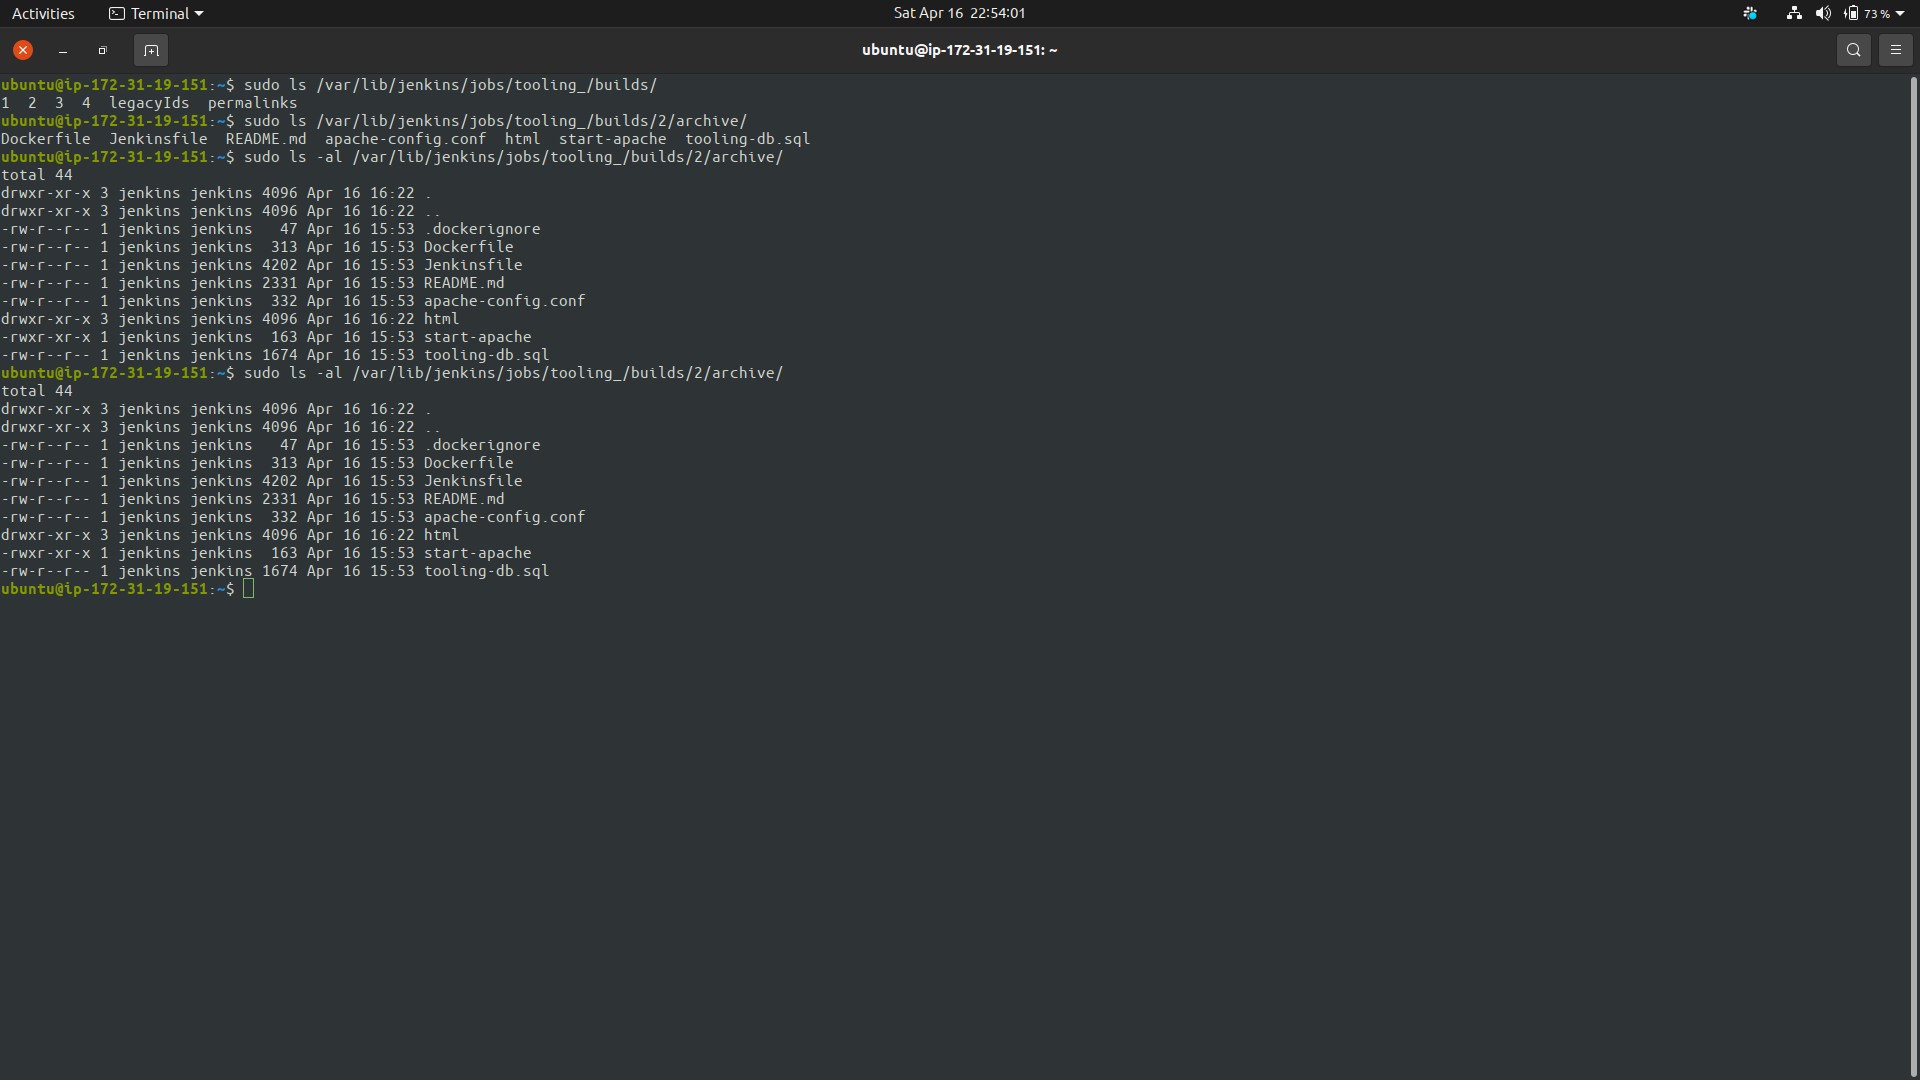 Activities Terminal Sat Apr 16 22:54:01 73 %
ubuntu@ip-172-31-19-151: ~
ubuntu@ip-172-31-19-151:~$ sudo ls /var/lib/jenkins/jobs/tooling_/builds/
1  2  3  4  legacyIds  permalinks
ubuntu@ip-172-31-19-151:~$ sudo ls /var/lib/jenkins/jobs/tooling_/builds/2/archive/
Dockerfile  Jenkinsfile  README.md  apache-config.conf  html  start-apache  tooling-db.sql
ubuntu@ip-172-31-19-151:~$ sudo ls -al /var/lib/jenkins/jobs/tooling_/builds/2/archive/
total 44
drwxr-xr-x 3 jenkins jenkins 4096 Apr 16 16:22 .
drwxr-xr-x 3 jenkins jenkins 4096 Apr 16 16:22 ..
-rw-r--r-- 1 jenkins jenkins   47 Apr 16 15:53 .dockerignore
-rw-r--r-- 1 jenkins jenkins  313 Apr 16 15:53 Dockerfile
-rw-r--r-- 1 jenkins jenkins 4202 Apr 16 15:53 Jenkinsfile
-rw-r--r-- 1 jenkins jenkins 2331 Apr 16 15:53 README.md
-rw-r--r-- 1 jenkins jenkins  332 Apr 16 15:53 apache-config.conf
drwxr-xr-x 3 jenkins jenkins 4096 Apr 16 16:22 html
-rwxr-xr-x 1 jenkins jenkins  163 Apr 16 15:53 start-apache
-rw-r--r-- 1 jenkins jenkins 1674 Apr 16 15:53 tooling-db.sql
ubuntu@ip-172-31-19-151:~$ sudo ls -al /var/lib/jenkins/jobs/tooling_/builds/2/archive/
total 44
drwxr-xr-x 3 jenkins jenkins 4096 Apr 16 16:22 .
drwxr-xr-x 3 jenkins jenkins 4096 Apr 16 16:22 ..
-rw-r--r-- 1 jenkins jenkins   47 Apr 16 15:53 .dockerignore
-rw-r--r-- 1 jenkins jenkins  313 Apr 16 15:53 Dockerfile
-rw-r--r-- 1 jenkins jenkins 4202 Apr 16 15:53 Jenkinsfile
-rw-r--r-- 1 jenkins jenkins 2331 Apr 16 15:53 README.md
-rw-r--r-- 1 jenkins jenkins  332 Apr 16 15:53 apache-config.conf
drwxr-xr-x 3 jenkins jenkins 4096 Apr 16 16:22 html
-rwxr-xr-x 1 jenkins jenkins  163 Apr 16 15:53 start-apache
-rw-r--r-- 1 jenkins jenkins 1674 Apr 16 15:53 tooling-db.sql
ubuntu@ip-172-31-19-151:~$